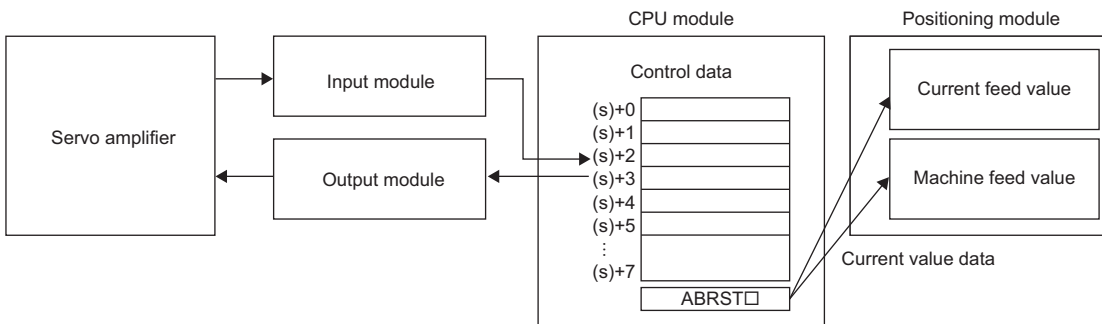 CPU module
Positioning module
Servo amplifier
Input module
Output module
Control data
(s)+0
(s)+1
(s)+2
(s)+3
(s)+4
(s)+5
⋮
(s)+7
ABRST□
Current feed value
Machine feed value
Current value data